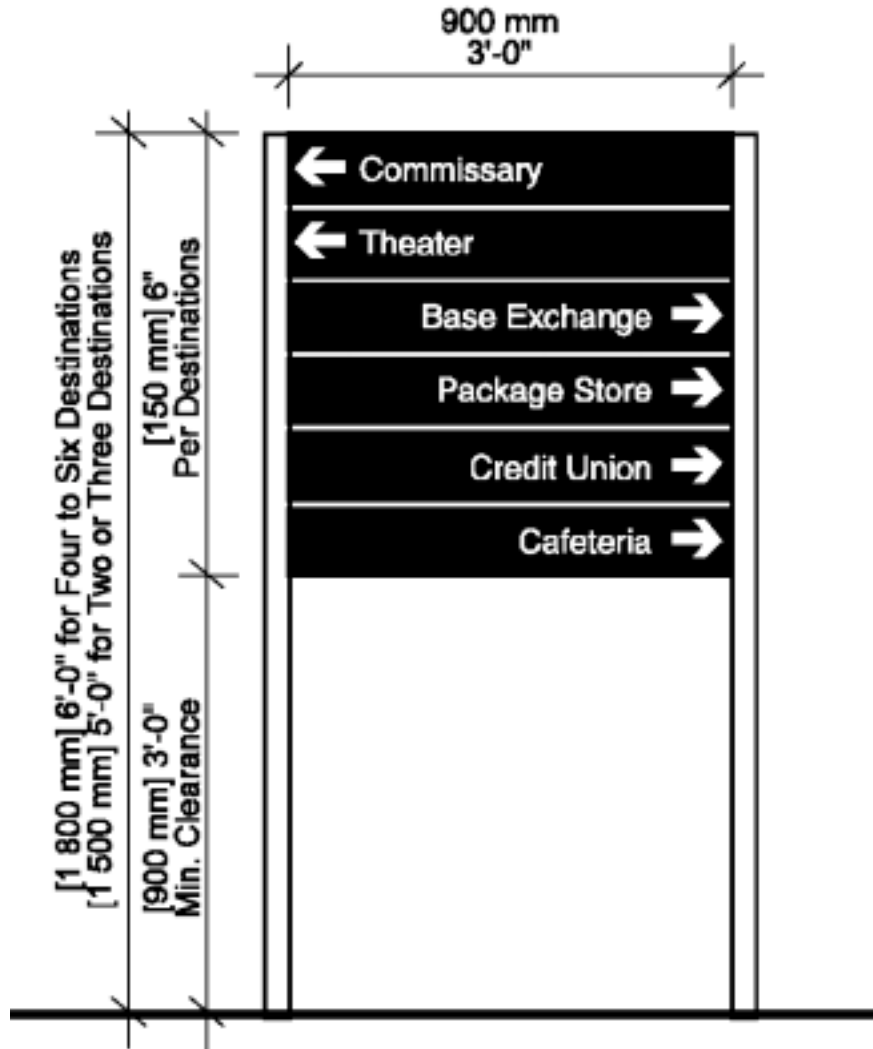 900 mm
3'-0"
← Commissary
← Theater
Base Exchange →
Package Store →
Credit Union →
Cafeteria →
[1 800 mm] 6'-0" for Four to Six Destinations
[1 500 mm] 5'-0" for Two or Three Destinations
[150 mm] 6"
Per Destinations
[900 mm] 3'-0"
Min. Clearance